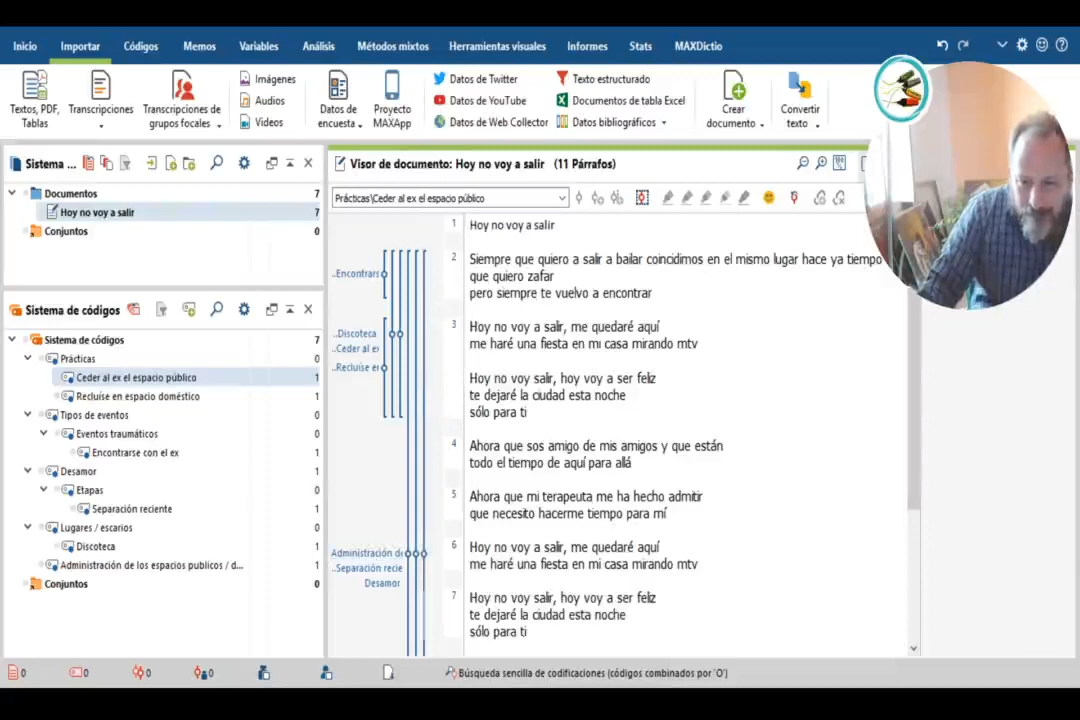 Inicio Importar Códigos Memos Variables Análisis Métodos mixtos Herramientas visuales Informes Stats MAXDictio
Textos, PDF, Tablas
Transcripciones
Transcripciones de grupos focales
Imágenes
Audios
Videos
Datos de encuesta
Proyecto MAXApp
Datos de Twitter
Datos de YouTube
Datos de Web Collector
Texto estructurado
Documentos de tabla Excel
Datos bibliográficos
Crear documento
Convertir texto
Sistema ...
Documentos 7
Hoy no voy a salir 7
Conjuntos 0
Sistema de códigos
Sistema de códigos 7
Prácticas 0
Ceder al ex el espacio público 1
Recluíse en espacio doméstico 1
Tipos de eventos 0
Eventos traumáticos 0
Encontrarse con el ex 1
Desamor 1
Etapas 0
Separación reciente 1
Lugares / escarios 0
Discoteca 1
Administración de los espacios publicos / d... 1
Conjuntos 0
Visor de documento: Hoy no voy a salir (11 Párrafos)
Prácticas\Ceder al ex el espacio público
..Encontrars
..Discoteca
..Ceder al ex
..Recluíse en
Administración de
..Separación recie
Desamor
1 Hoy no voy a salir
2 Siempre que quiero a salir a bailar coincidimos en el mismo lugar hace ya tiempo
que quiero zafar
pero siempre te vuelvo a encontrar
3 Hoy no voy a salir, me quedaré aquí
me haré una fiesta en mi casa mirando mtv
Hoy no voy salir, hoy voy a ser feliz
te dejaré la ciudad esta noche
sólo para ti
4 Ahora que sos amigo de mis amigos y que están
todo el tiempo de aquí para allá
5 Ahora que mi terapeuta me ha hecho admitir
que necesito hacerme tiempo para mí
6 Hoy no voy a salir, me quedaré aquí
me haré una fiesta en mi casa mirando mtv
7 Hoy no voy salir, hoy voy a ser feliz
te dejaré la ciudad esta noche
sólo para ti
0 0 0 0 Búsqueda sencilla de codificaciones (códigos combinados por 'O')